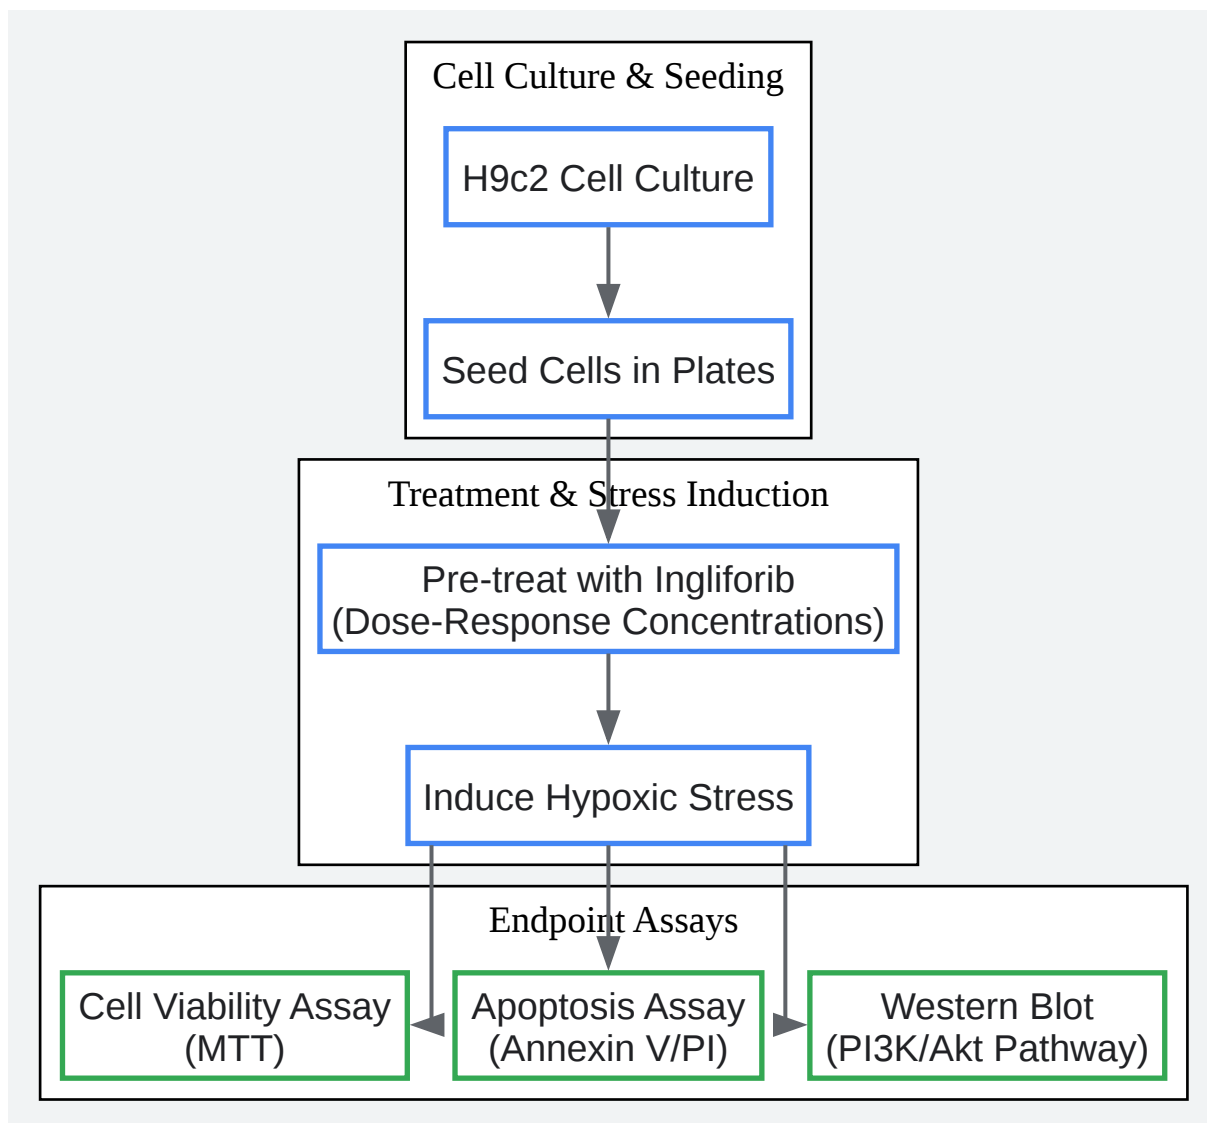 Cell Culture & Seeding
H9c2 Cell Culture
Seed Cells in Plates
Treatment & Stress Induction
Pre-treat with Ingliforib
(Dose-Response Concentrations)
Induce Hypoxic Stress
Endpoint Assays
Cell Viability Assay
(MTT)
Apoptosis Assay
(Annexin V/PI)
Western Blot
(PI3K/Akt Pathway)